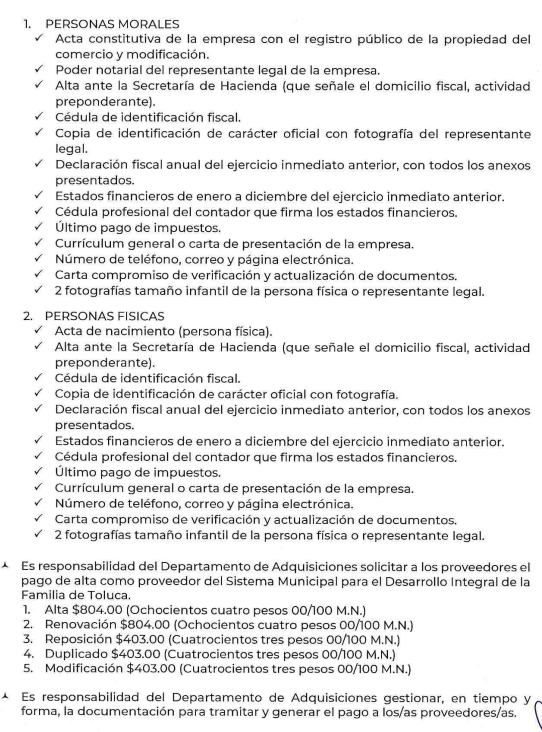 1. PERSONAS MORALES
✓ Acta constitutiva de la empresa con el registro público de la propiedad del
comercio y modificación.
✓ Poder notarial del representante legal de la empresa.
✓ Alta ante la Secretaría de Hacienda (que señale el domicilio fiscal, actividad
preponderante).
✓ Cédula de identificación fiscal.
✓ Copia de identificación de carácter oficial con fotografía del representante
legal.
✓ Declaración fiscal anual del ejercicio inmediato anterior, con todos los anexos
presentados.
✓ Estados financieros de enero a diciembre del ejercicio inmediato anterior.
✓ Cédula profesional del contador que firma los estados financieros.
✓ Último pago de impuestos.
✓ Currículum general o carta de presentación de la empresa.
✓ Número de teléfono, correo y página electrónica.
✓ Carta compromiso de verificación y actualización de documentos.
✓ 2 fotografías tamaño infantil de la persona física o representante legal.
2. PERSONAS FISICAS
✓ Acta de nacimiento (persona física).
✓ Alta ante la Secretaría de Hacienda (que señale el domicilio fiscal, actividad
preponderante).
✓ Cédula de identificación fiscal.
✓ Copia de identificación de carácter oficial con fotografía.
✓ Declaración fiscal anual del ejercicio inmediato anterior, con todos los anexos
presentados.
✓ Estados financieros de enero a diciembre del ejercicio inmediato anterior.
✓ Cédula profesional del contador que firma los estados financieros.
✓ Último pago de impuestos.
✓ Currículum general o carta de presentación de la empresa.
✓ Número de teléfono, correo y página electrónica.
✓ Carta compromiso de verificación y actualización de documentos.
✓ 2 fotografías tamaño infantil de la persona física o representante legal.
Es responsabilidad del Departamento de Adquisiciones solicitar a los proveedores el
pago de alta como proveedor del Sistema Municipal para el Desarrollo Integral de la
Familia de Toluca.
1. Alta $804.00 (Ochocientos cuatro pesos 00/100 M.N.)
2. Renovación $804.00 (Ochocientos cuatro pesos 00/100 M.N.)
3. Reposición $403.00 (Cuatrocientos tres pesos 00/100 M.N.)
4. Duplicado $403.00 (Cuatrocientos tres pesos 00/100 M.N.)
5. Modificación $403.00 (Cuatrocientos tres pesos 00/100 M.N.)
Es responsabilidad del Departamento de Adquisiciones gestionar, en tiempo y
forma, la documentación para tramitar y generar el pago a los/as proveedores/as.